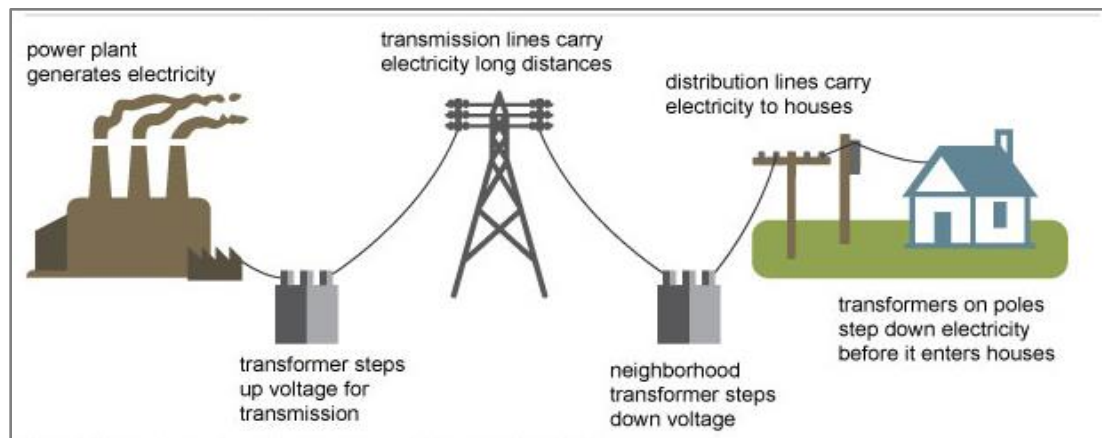 power plant
generates electricity
transmission lines carry
electricity long distances
distribution lines carry
electricity to houses
transformer steps
up voltage for
transmission
neighborhood
transformer steps
down voltage
transformers on poles
step down electricity
before it enters houses